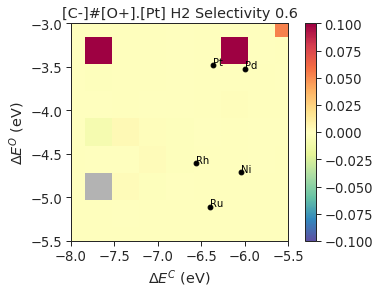 [C-]#[O+].[Pt] H2 Selectivity 0.6
−3.0
−3.5
−4.0
−4.5
−5.0
−5.5
ΔE^O (eV)
Pt
Pd
Rh
Ni
Ru
−8.0 −7.5 −7.0 −6.5 −6.0 −5.5
ΔE^C (eV)
0.100
0.075
0.050
0.025
0.000
−0.025
−0.050
−0.075
−0.100